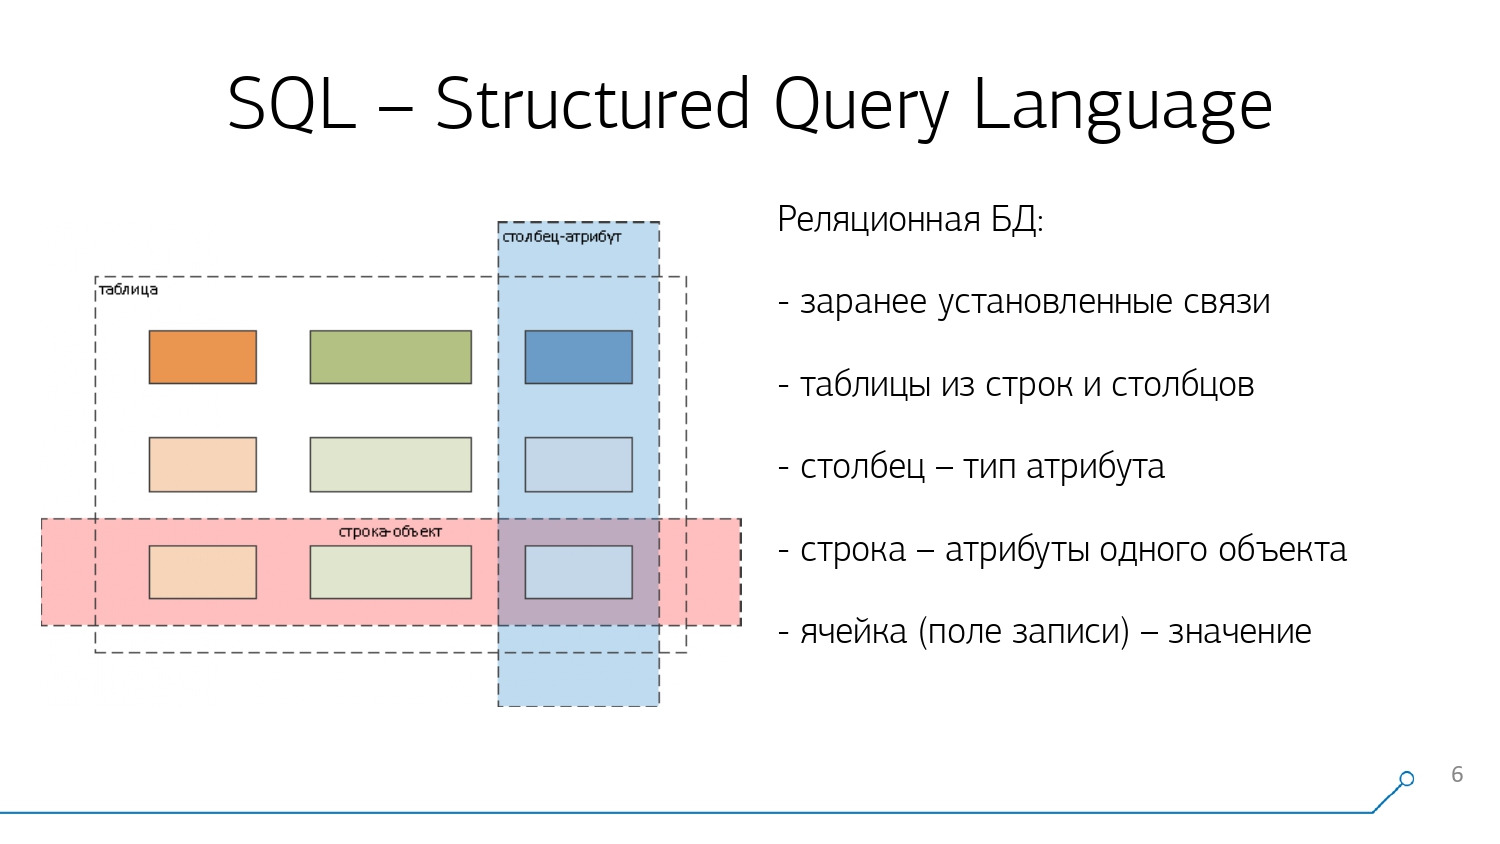 SQL – Structured Query Language
столбец-атрибут
таблица
строка-объект
Реляционная БД:
- заранее установленные связи
- таблицы из строк и столбцов
- столбец – тип атрибута
- строка – атрибуты одного объекта
- ячейка (поле записи) – значение
6